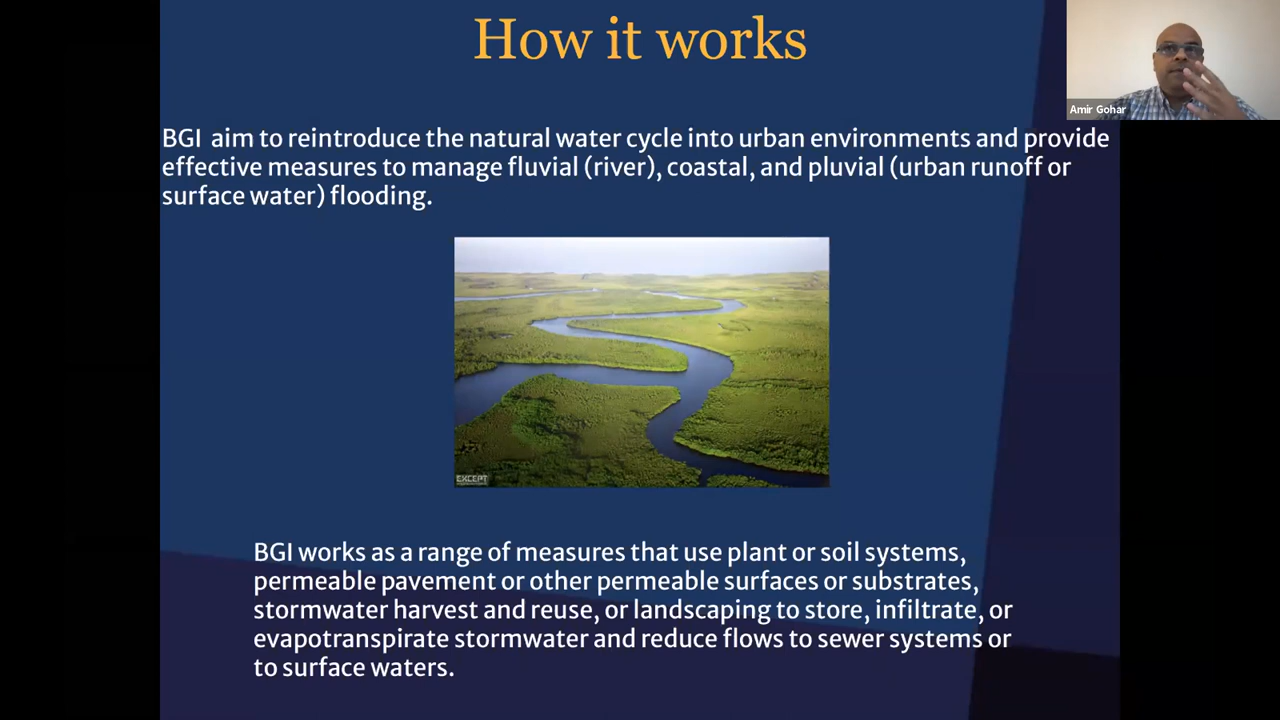 How it works
Amir Gohar
BGI aim to reintroduce the natural water cycle into urban environments and provide
effective measures to manage fluvial (river), coastal, and pluvial (urban runoff or
surface water) flooding.
EXCEPT
BGI works as a range of measures that use plant or soil systems,
permeable pavement or other permeable surfaces or substrates,
stormwater harvest and reuse, or landscaping to store, infiltrate, or
evapotranspirate stormwater and reduce flows to sewer systems or
to surface waters.